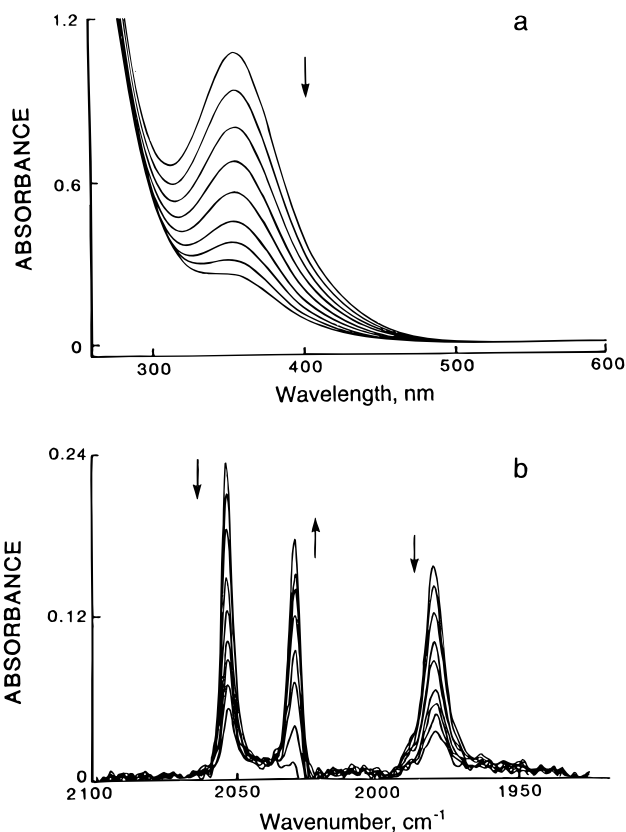 a
1.2
0.6
0
ABSORBANCE
300 400 500 600
Wavelength, nm
b
0.24
0.12
0
ABSORBANCE
2100 2050 2000 1950
Wavenumber, cm-1